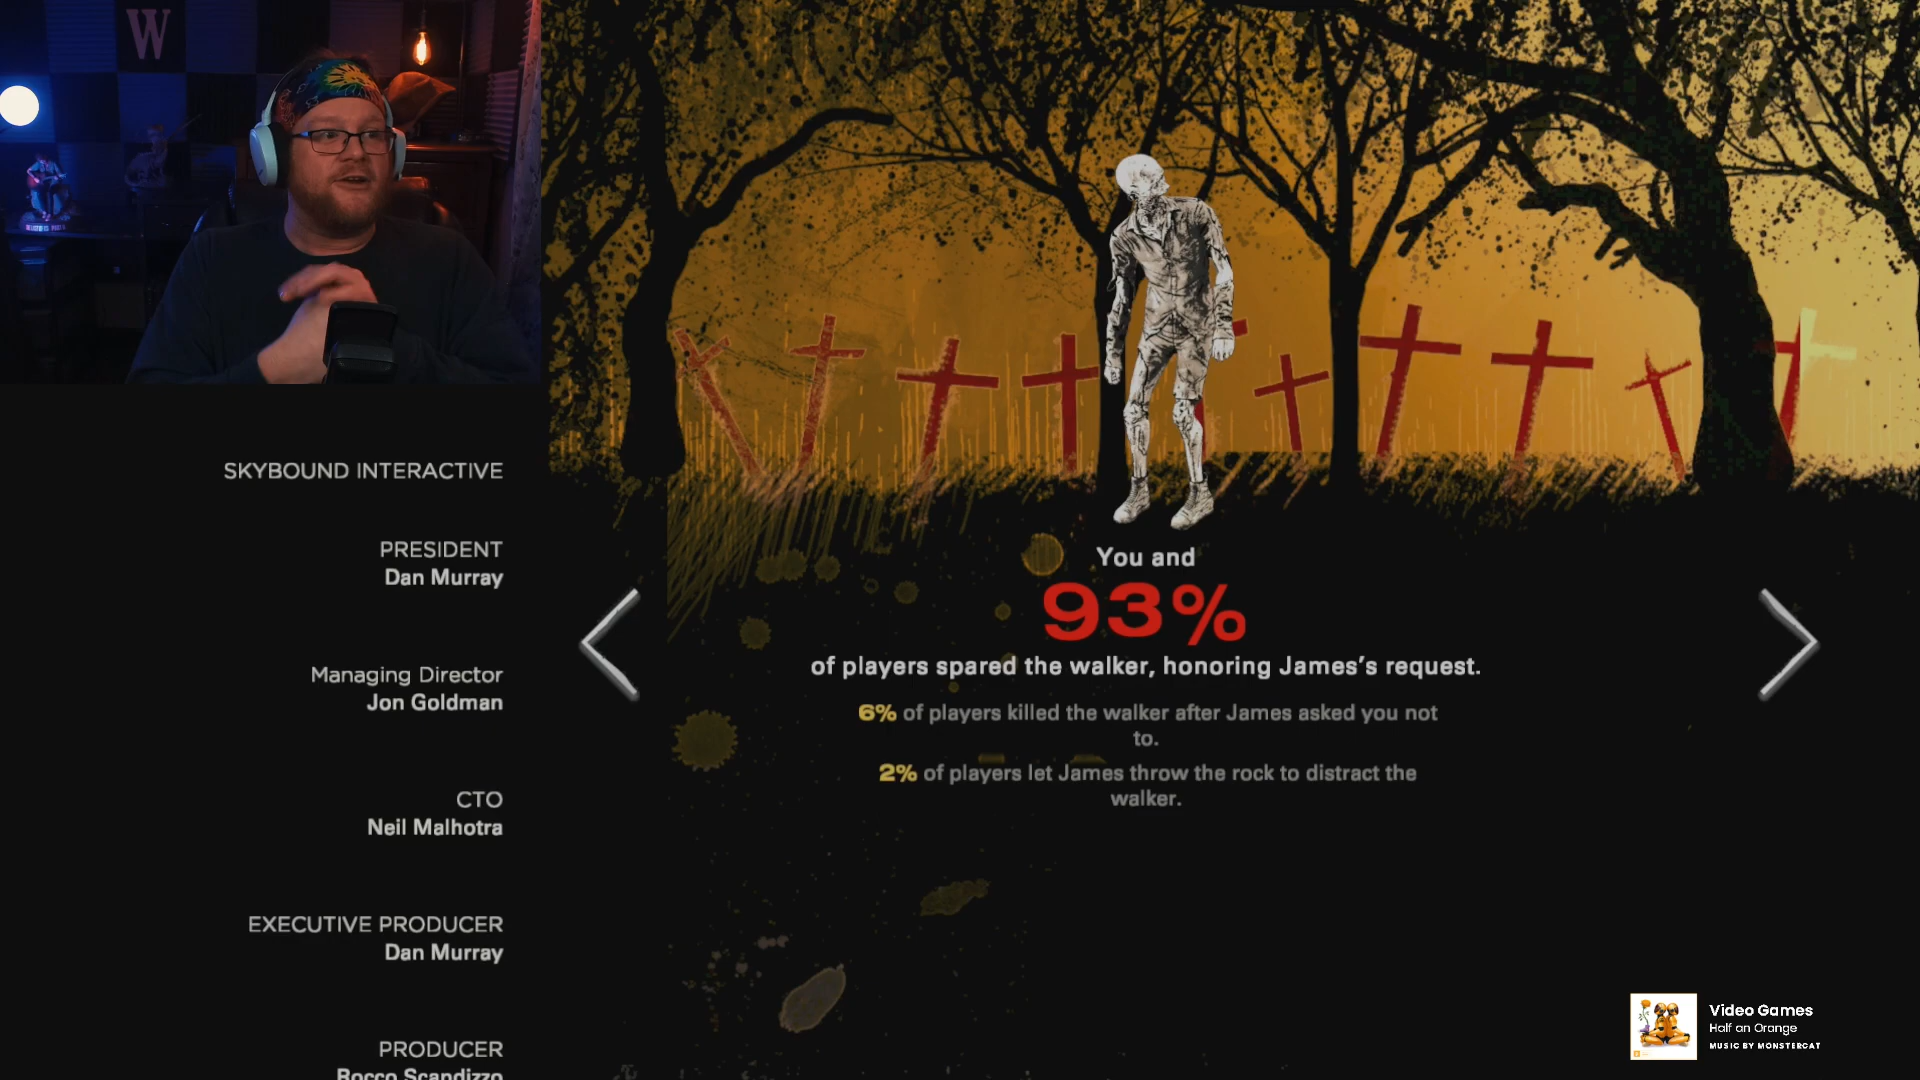 W
SKYBOUND INTERACTIVE
PRESIDENT
Dan Murray
Managing Director
Jon Goldman
CTO
Neil Malhotra
EXECUTIVE PRODUCER
Dan Murray
PRODUCER
Rocco Scandizzo
You and
93%
of players spared the walker, honoring James's request.
6% of players killed the walker after James asked you not
to.
2% of players let James throw the rock to distract the
walker.
Video Games
Half an Orange
MUSIC BY MONSTERCAT